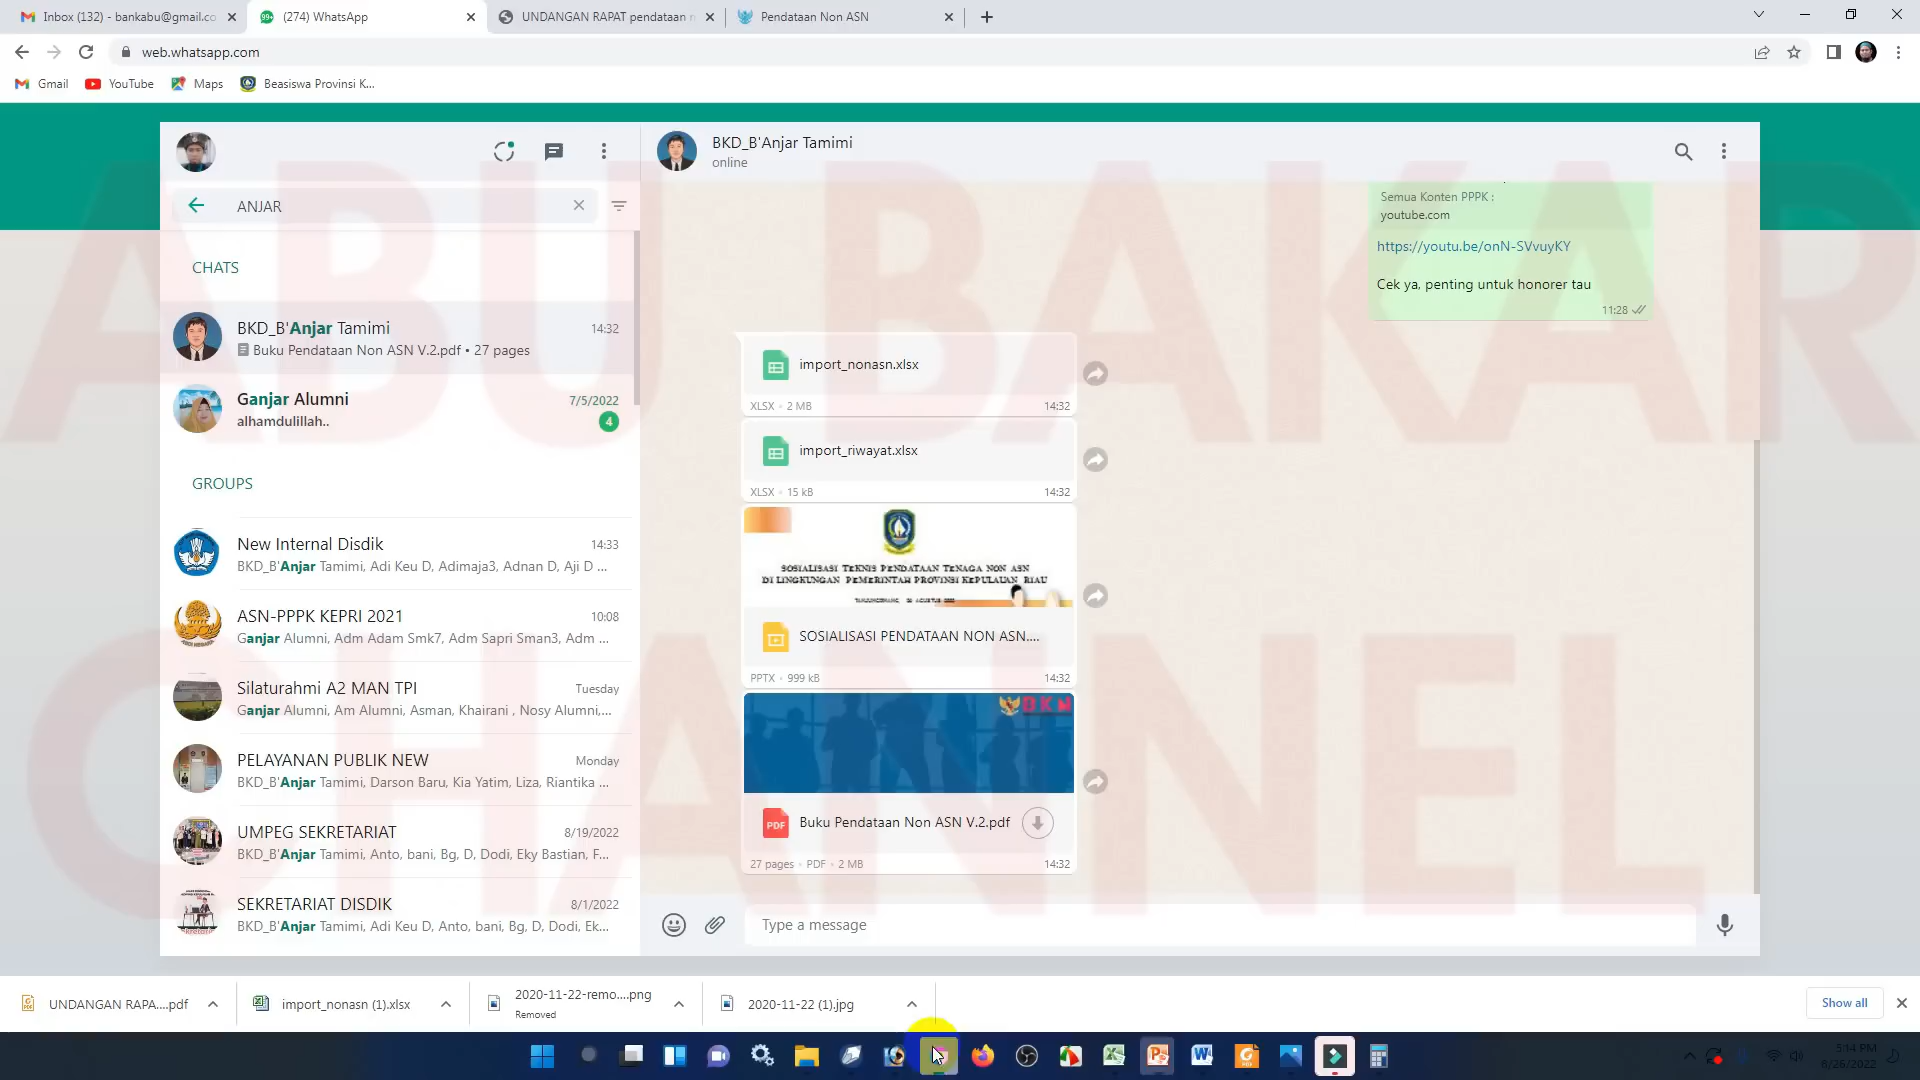 Inbox (132) - bankabu@gmail.co
(274) WhatsApp
UNDANGAN RAPAT pendataan n
Pendataan Non ASN
web.whatsapp.com
Gmail
YouTube
Maps
Beasiswa Provinsi K...
ANJAR
CHATS
BKD_B'Anjar Tamimi
14:32
Buku Pendataan Non ASN V.2.pdf • 27 pages
Ganjar Alumni
7/5/2022
alhamdulillah..
4
GROUPS
New Internal Disdik
14:33
BKD_B'Anjar Tamimi, Adi Keu D, Adimaja3, Adnan D, Aji D ...
ASN-PPPK KEPRI 2021
10:08
Ganjar Alumni, Adm Adam Smk7, Adm Sapri Sman3, Adm ...
Silaturahmi A2 MAN TPI
Tuesday
Ganjar Alumni, Am Alumni, Asman, Khairani , Nosy Alumni,...
PELAYANAN PUBLIK NEW
Monday
BKD_B'Anjar Tamimi, Darson Baru, Kia Yatim, Liza, Riantika ...
UMPEG SEKRETARIAT
8/19/2022
BKD_B'Anjar Tamimi, Anto, bani, Bg, D, Dodi, Eky Bastian, F...
SEKRETARIAT DISDIK
8/1/2022
BKD_B'Anjar Tamimi, Adi Keu D, Anto, bani, Bg, D, Dodi, Ek...
BKD_B'Anjar Tamimi
online
Semua Konten PPPK :
youtube.com
https://youtu.be/onN-SVvuyKY
Cek ya, penting untuk honorer tau
11:28
import_nonasn.xlsx
XLSX • 2 MB
14:32
import_riwayat.xlsx
XLSX • 15 kB
14:32
SOSIALISASI TEKNIS PENDATAAN TENAGA NON ASN
DI LINGKUNGAN PEMERINTAH PROVINSI KEPULAUAN RIAU
SOSIALISASI PENDATAAN NON ASN....
PPTX • 999 kB
14:32
BKN
PDF
Buku Pendataan Non ASN V.2.pdf
27 pages • PDF • 2 MB
14:32
Type a message
ABU BAKAR
CHANNEL
UNDANGAN RAPA....pdf
import_nonasn (1).xlsx
2020-11-22-remo....png
Removed
2020-11-22 (1).jpg
Show all
5:14 PM
8/26/2022